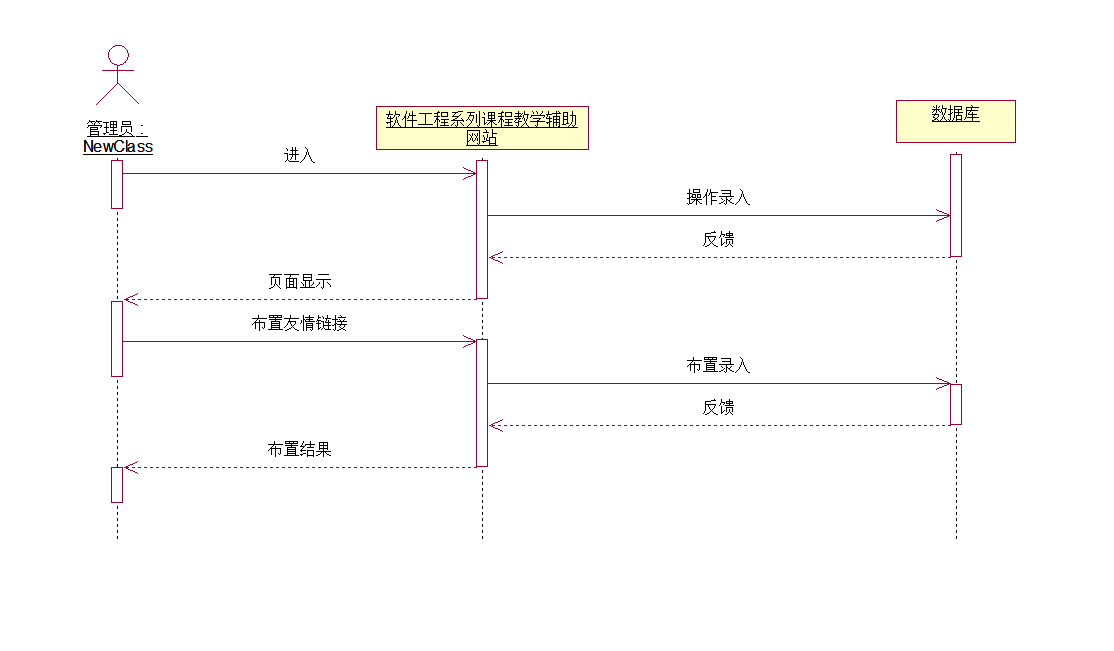 管理员：
NewClass
软件工程系列课程教学辅助
网站
数据库
进入
操作录入
反馈
页面显示
布置友情链接
布置录入
反馈
布置结果